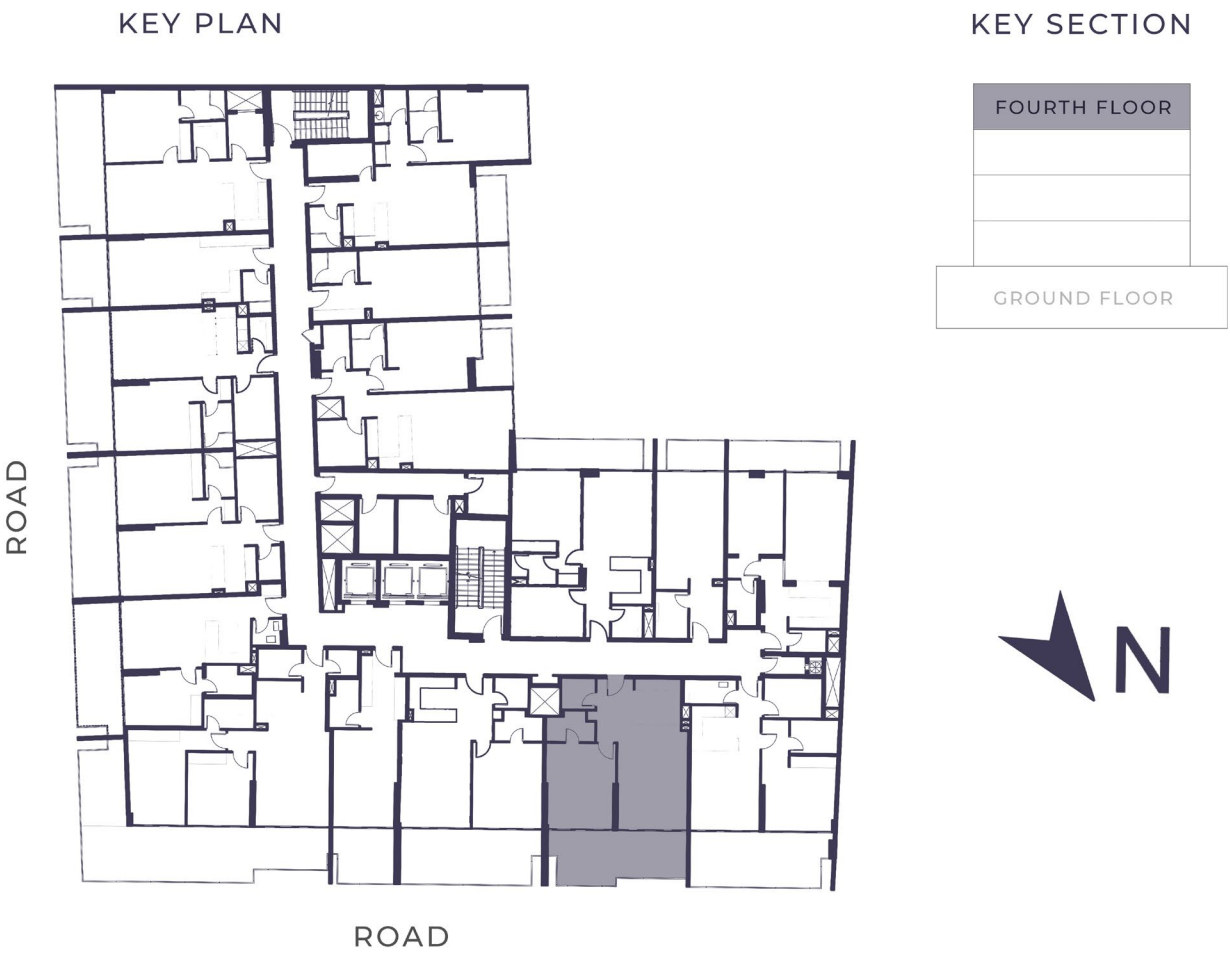 KEY PLAN
KEY SECTION
FOURTH FLOOR
GROUND FLOOR
ROAD
N
ROAD